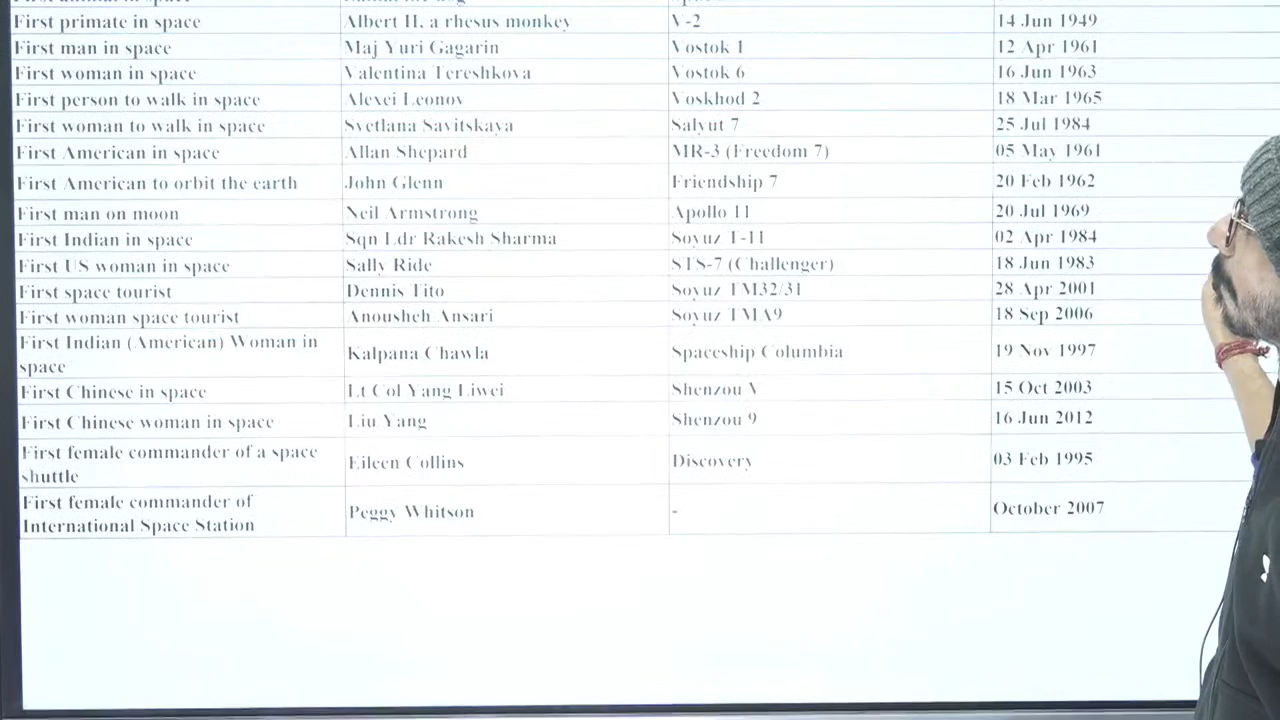 First primate in space Albert II, a rhesus monkey V-2 14 Jun 1949
First man in space Maj Yuri Gagarin Vostok 1 12 Apr 1961
First woman in space Valentina Tereshkova Vostok 6 16 Jun 1963
First person to walk in space Alexei Leonov Voskhod 2 18 Mar 1965
First woman to walk in space Svetlana Savitskaya Salyut 7 25 Jul 1984
First American in space Allan Shepard MR-3 (Freedom 7) 05 May 1961
First American to orbit the earth John Glenn Friendship 7 20 Feb 1962
First man on moon Neil Armstrong Apollo 11 20 Jul 1969
First Indian in space Sqn Ldr Rakesh Sharma Soyuz T-11 02 Apr 1984
First US woman in space Sally Ride STS-7 (Challenger) 18 Jun 1983
First space tourist Dennis Tito Soyuz TM32/31 28 Apr 2001
First woman space tourist Anousheh Ansari Soyuz TMA9 18 Sep 2006
First Indian (American) Woman in
space Kalpana Chawla Spaceship Columbia 19 Nov 1997
First Chinese in space Lt Col Yang Liwei Shenzou V 15 Oct 2003
First Chinese woman in space Liu Yang Shenzou 9 16 Jun 2012
First female commander of a space
shuttle Eileen Collins Discovery 03 Feb 1995
First female commander of
International Space Station Peggy Whitson - October 2007